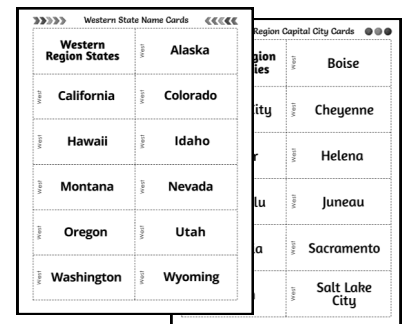 Western State Name Cards
Western
Region States
West
Alaska
West
California
West
Colorado
West
Hawaii
West
Idaho
West
Montana
West
Nevada
West
Oregon
West
Utah
West
Washington
West
Wyoming
Region Capital City Cards
West
Boise
West
Cheyenne
West
Helena
West
Juneau
West
Sacramento
West
Salt Lake
City